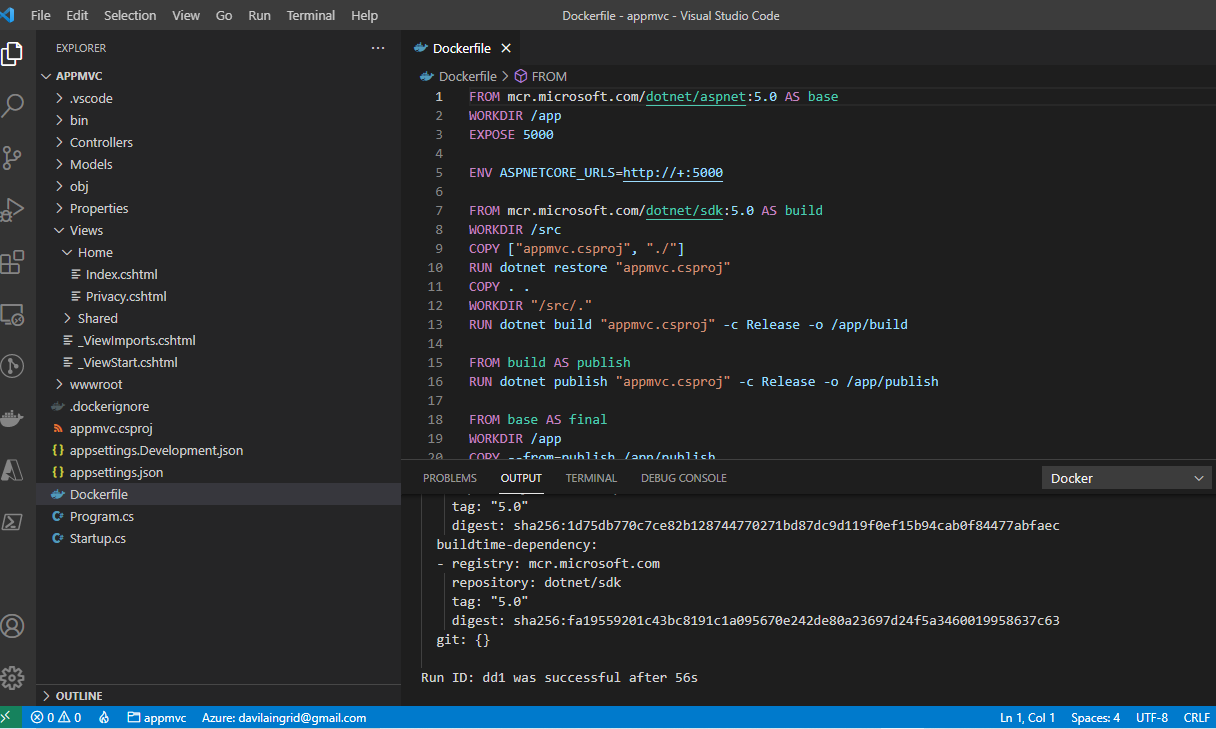 File Edit Selection View Go Run Terminal Help
Dockerfile - appmvc - Visual Studio Code
EXPLORER
APPMVC
.vscode
bin
Controllers
Models
obj
Properties
Views
Home
Index.cshtml
Privacy.cshtml
Shared
_ViewImports.cshtml
_ViewStart.cshtml
wwwroot
.dockerignore
appmvc.csproj
appsettings.Development.json
appsettings.json
Dockerfile
Program.cs
Startup.cs
OUTLINE
Dockerfile
Dockerfile > FROM
1 FROM mcr.microsoft.com/dotnet/aspnet:5.0 AS base
2 WORKDIR /app
3 EXPOSE 5000
4
5 ENV ASPNETCORE_URLS=http://+:5000
6
7 FROM mcr.microsoft.com/dotnet/sdk:5.0 AS build
8 WORKDIR /src
9 COPY ["appmvc.csproj", "./"]
10 RUN dotnet restore "appmvc.csproj"
11 COPY . .
12 WORKDIR "/src/."
13 RUN dotnet build "appmvc.csproj" -c Release -o /app/build
14
15 FROM build AS publish
16 RUN dotnet publish "appmvc.csproj" -c Release -o /app/publish
17
18 FROM base AS final
19 WORKDIR /app
20 COPY --from=publish /app/publish
PROBLEMS OUTPUT TERMINAL DEBUG CONSOLE Docker
tag: "5.0"
digest: sha256:1d75db770c7ce82b128744770271bd87dc9d119f0ef15b94cab0f84477abfaec
buildtime-dependency:
- registry: mcr.microsoft.com
repository: dotnet/sdk
tag: "5.0"
digest: sha256:fa19559201c43bc8191c1a095670e242de80a23697d24f5a3460019958637c63
git: {}
Run ID: dd1 was successful after 56s
0 0 appmvc Azure: davilaingrid@gmail.com Ln 1, Col 1 Spaces: 4 UTF-8 CRLF